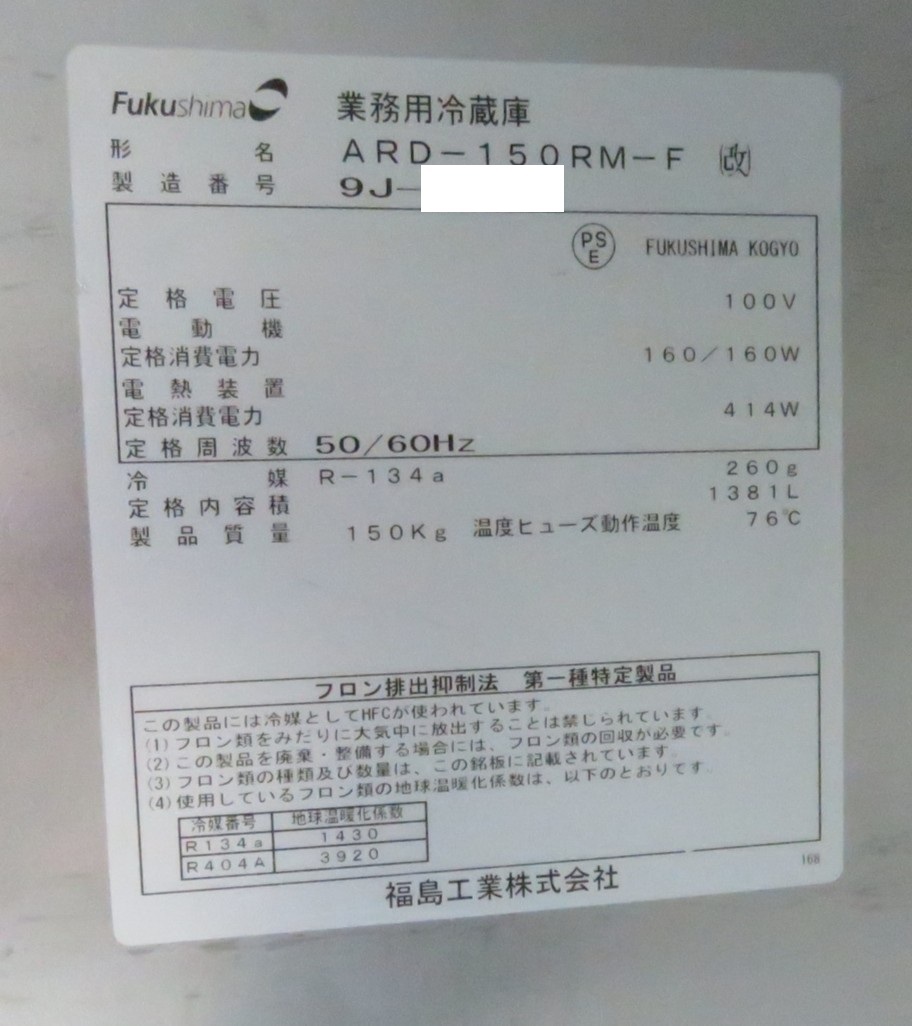 Fukushima 業務用冷蔵庫
形名 ARD-150RM-F ㊢改
製造番号 9J-
PSE FUKUSHIMA KOGYO
定格電圧 100V
電動機
定格消費電力 160/160W
電熱装置
定格消費電力 414W
定格周波数 50/60Hz
冷媒 R-134a 260g
定格内容積 1381L
製品質量 150Kg 温度ヒューズ動作温度 76℃
フロン排出抑制法 第一種特定製品
この製品には冷媒としてHFCが使われています。
(1)フロン類をみだりに大気中に放出することは禁じられています。
(2)この製品を廃棄・整備する場合には、フロン類の回収が必要です。
(3)フロン類の種類及び数量は、この銘板に記載されています。
(4)使用しているフロン類の地球温暖化係数は、以下のとおりです。
冷媒番号 地球温暖化係数
R134a 1430
R404A 3920
168
福島工業株式会社